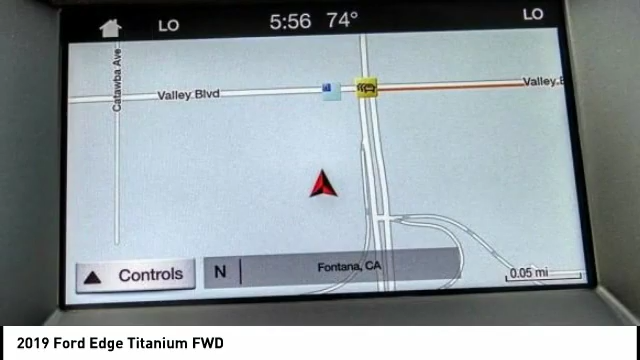 LO 5:56 74° LO
Catawba Ave
Valley Blvd
Valley B
Controls
N
Fontana, CA
0.05 mi
2019 Ford Edge Titanium FWD